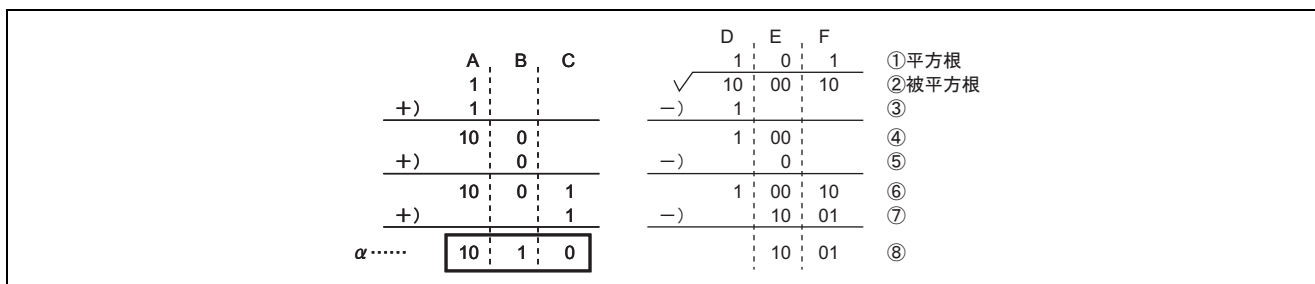 D E F
A B C 1 0 1 ①平方根
1 √ 10 00 10 ②被平方根
+) 1 −) 1 ③
10 0 1 00 ④
+) 0 −) 0 ⑤
10 0 1 1 00 10 ⑥
+) 1 −) 10 01 ⑦
α…… 10 1 0 10 01 ⑧